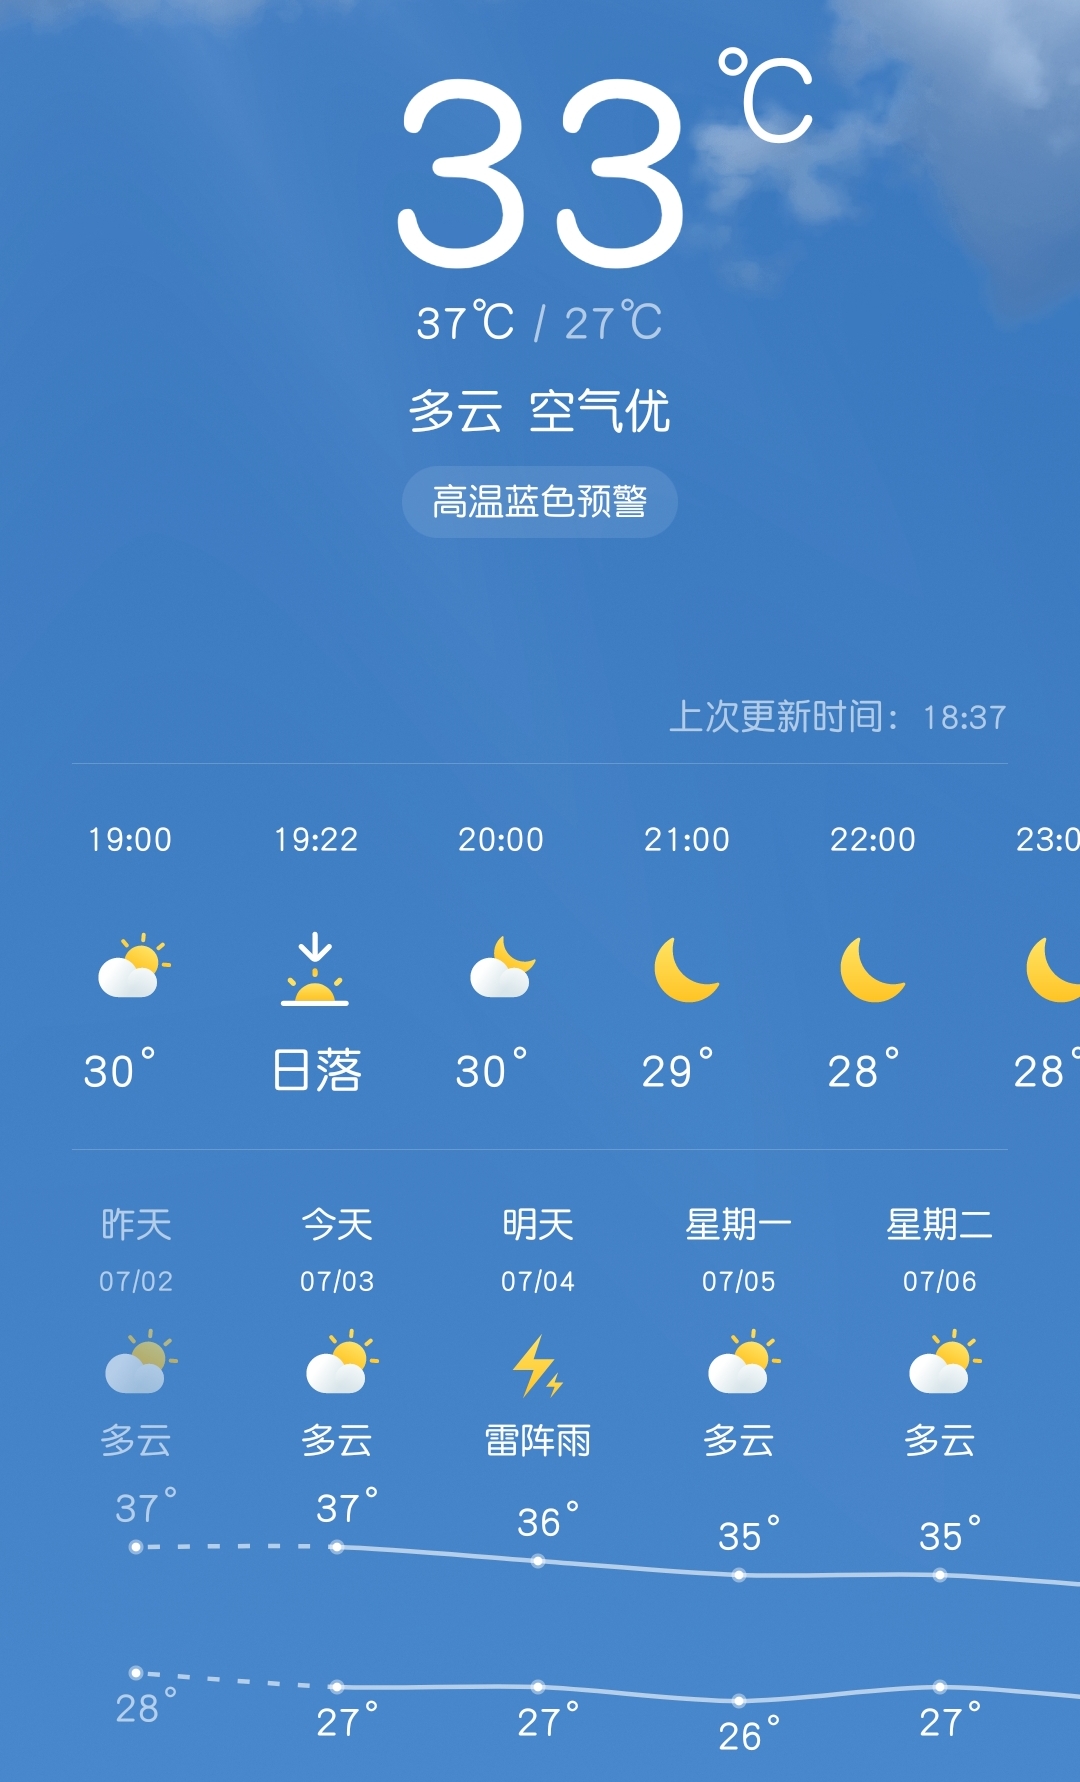 33℃
37℃ / 27℃
多云 空气优
高温蓝色预警
上次更新时间：18:37
19:00 19:22 20:00 21:00 22:00 23:0
30° 日落 30° 29° 28° 28°
昨天 今天 明天 星期一 星期二
07/02 07/03 07/04 07/05 07/06
多云 多云 雷阵雨 多云 多云
37° 37° 36° 35° 35°
28° 27° 27° 26° 27°